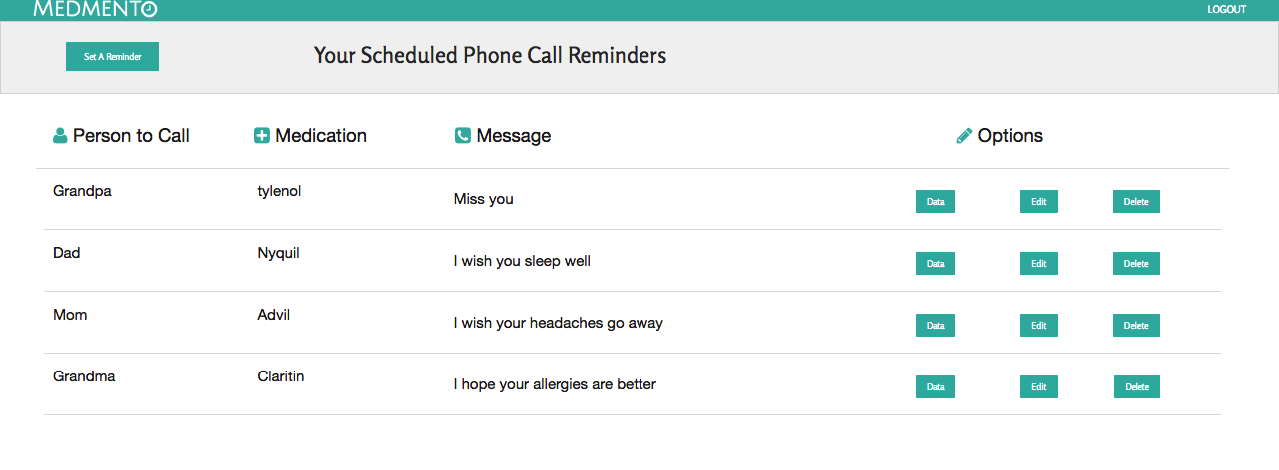 MEDMENTO LOGOUT
Set A Reminder Your Scheduled Phone Call Reminders
Person to Call Medication Message Options
Grandpa tylenol Miss you Data Edit Delete
Dad Nyquil I wish you sleep well Data Edit Delete
Mom Advil I wish your headaches go away Data Edit Delete
Grandma Claritin I hope your allergies are better Data Edit Delete